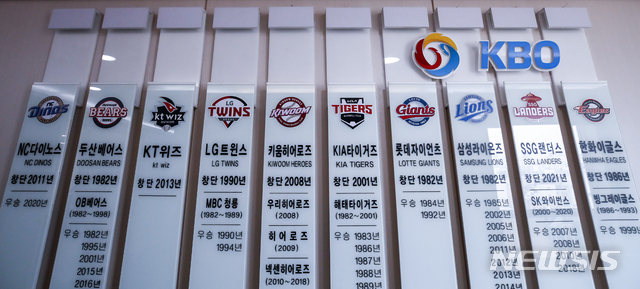 KBO
NC DINOS
NC다이노스
NC DINOS
창단 2011년
우승 2020년
BEARS
두산베어스
DOOSAN BEARS
창단 1982년
OB베어스
(1982~1998)
우승 1982년
1995년
2001년
2015년
2016년
kt wiz
KT위즈
kt wiz
창단 2013년
LG
TWINS
LG트윈스
LG TWINS
창단 1990년
MBC 청룡
(1982~1989)
우승 1990년
1994년
KIWOOM
키움히어로즈
KIWOOM HEROES
창단 2008년
우리히어로즈
(2008)
히어로즈
(2009)
넥센히어로즈
(2010~2018)
KIA
TIGERS
KIA타이거즈
KIA TIGERS
창단 2001년
해태타이거즈
(1982~2001)
우승 1983년
1986년
1987년
1988년
1989년
Giants
롯데자이언츠
LOTTE GIANTS
창단 1982년
우승 1984년
1992년
Lions
삼성라이온즈
SAMSUNG LIONS
창단 1982년
우승 1985년
2002년
2005년
2006년
2011년
2012년
SSG
LANDERS
SSG랜더스
SSG LANDERS
창단 2021년
SK와이번스
(2000~2020)
우승 2007년
2008년
2010년
2018년
한화이글스
HANWHA EAGLES
창단 1986년
빙그레이글스
(1986~1993)
우승 1999년
NEWSIS